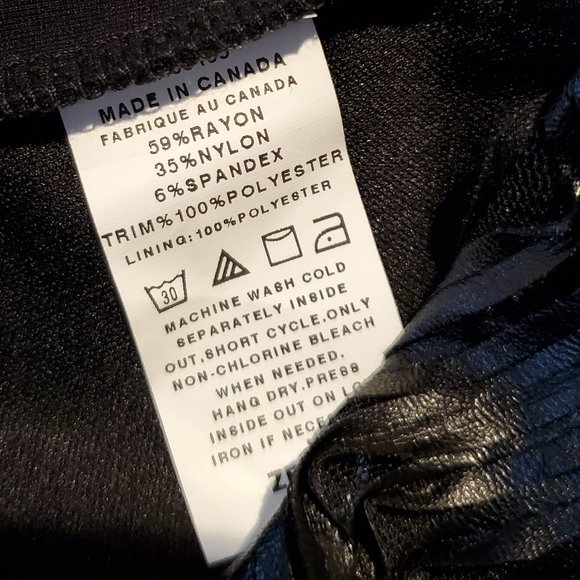 MADE IN CANADA
FABRIQUE AU CANADA
59%RAYON
35%NYLON
6%SPANDEX
TRIM%100%POLYESTER
LINING:100%POLYESTER
30
MACHINE WASH COLD
SEPARATELY INSIDE
OUT,SHORT CYCLE,ONLY
NON-CHLORINE BLEACH
WHEN NEEDED.
HANG DRY.PRESS
INSIDE OUT ON
IRON IF